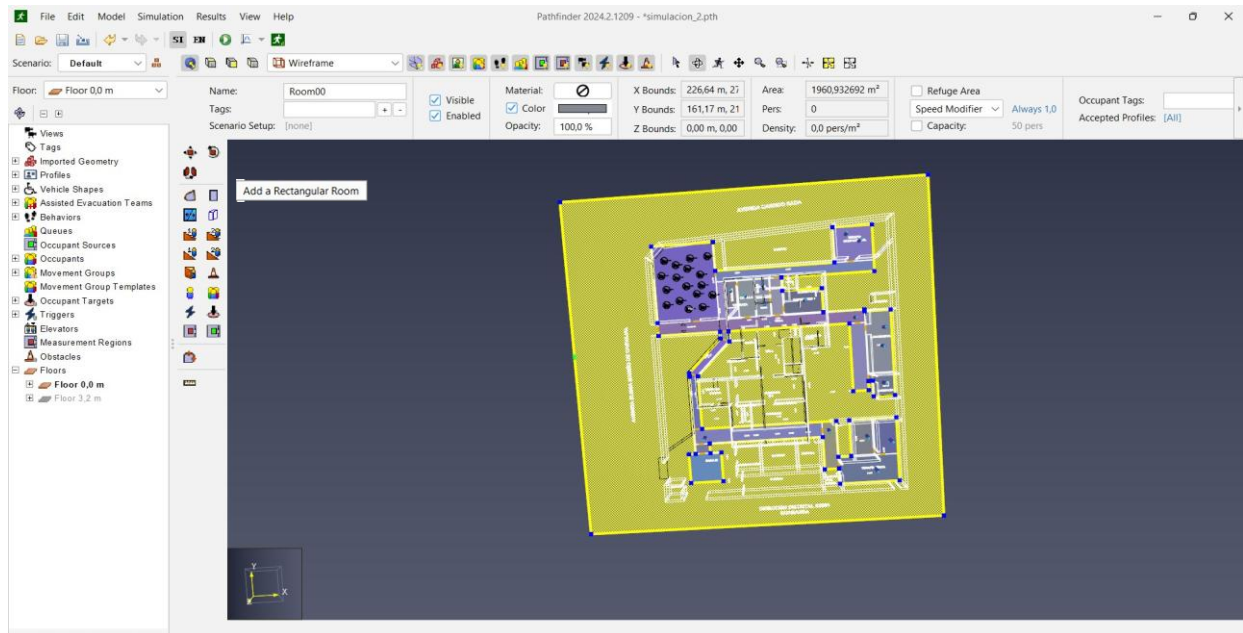 File Edit Model Simulation Results View Help
Pathfinder 2024.2.1209 - *simulacion_2.pth
SI EN
Scenario: Default
Wireframe
Floor: Floor 0,0 m
Name: Room00
Tags:
+ -
Scenario Setup: [none]
Visible
Enabled
Material:
Color
Opacity: 100,0 %
X Bounds: 226,64 m, 27
Y Bounds: 161,17 m, 21
Z Bounds: 0,00 m, 0,00
Area: 1960,932692 m²
Pers: 0
Density: 0,0 pers/m²
Refuge Area
Speed Modifier Always 1,0
Capacity: 50 pers
Occupant Tags:
Accepted Profiles: [All]
Views
Tags
Imported Geometry
Profiles
Vehicle Shapes
Assisted Evacuation Teams
Behaviors
Queues
Occupant Sources
Occupants
Movement Groups
Movement Group Templates
Occupant Targets
Triggers
Elevators
Measurement Regions
Obstacles
Floors
Floor 0,0 m
Floor 3,2 m
Add a Rectangular Room
Y
X